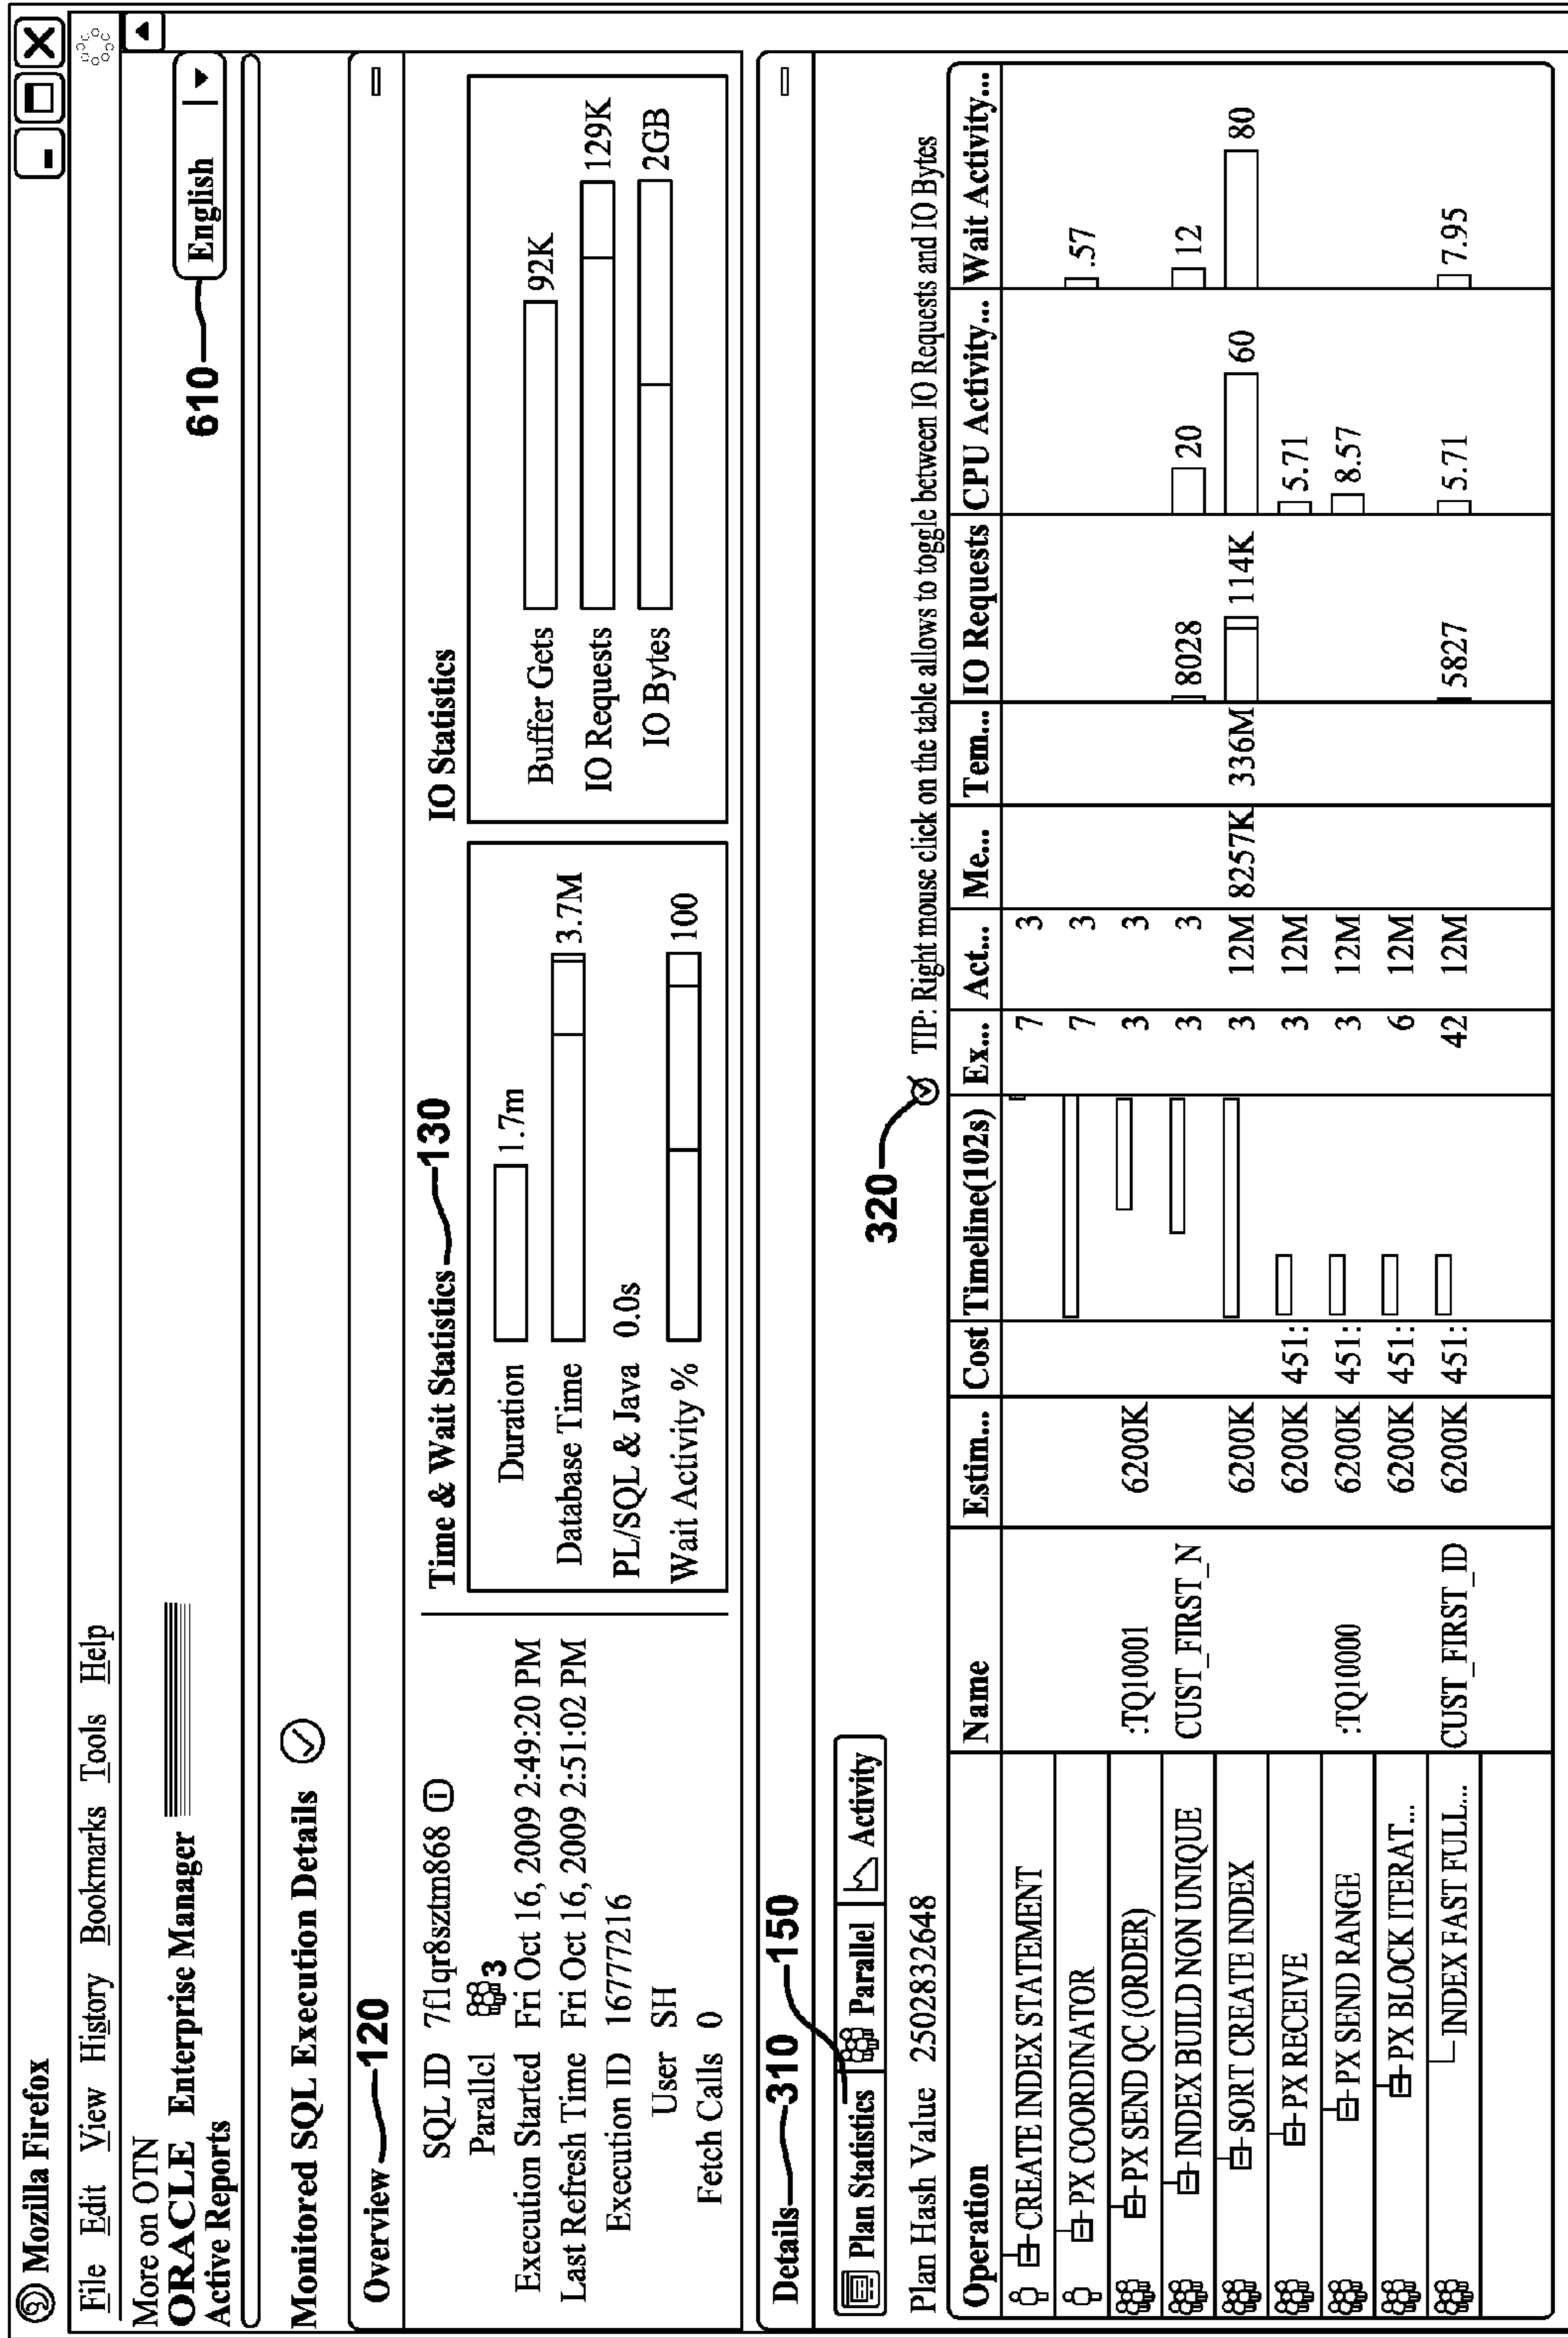 Mozilla Firefox
File Edit View History Bookmarks Tools Help
More on OTN
ORACLE Enterprise Manager
Active Reports
610 English
Monitored SQL Execution Details
Overview 120
SQL ID 7f1qr8sztm868 i
Parallel 3
Execution Started Fri Oct 16, 2009 2:49:20 PM
Last Refresh Time Fri Oct 16, 2009 2:51:02 PM
Execution ID 16777216
User SH
Fetch Calls 0
Time & Wait Statistics 130
Duration 1.7m
Database Time 3.7M
PL/SQL & Java 0.0s
Wait Activity % 100
IO Statistics
Buffer Gets 92K
IO Requests 129K
IO Bytes 2GB
Details 310 150
Plan Statistics Parallel Activity
Plan Hash Value 2502832648
320 TIP: Right mouse click on the table allows to toggle between IO Requests and IO Bytes
Operation Name Estim... Cost Timeline(102s) Ex... Act... Me... Tem... IO Requests CPU Activity... Wait Activity...
CREATE INDEX STATEMENT 7 3
PX COORDINATOR 7 3 .57
PX SEND QC (ORDER) :TQ10001 6200K 3 3
INDEX BUILD NON UNIQUE CUST_FIRST_N 3 3 8028 20 12
SORT CREATE INDEX 6200K 3 12M 8257K 336M 114K 60 80
PX RECEIVE 6200K 451: 3 12M 5.71
PX SEND RANGE :TQ10000 6200K 451: 3 12M 8.57
PX BLOCK ITERAT... 6200K 451: 6 12M
INDEX FAST FULL... CUST_FIRST_ID 6200K 451: 42 12M 5827 5.71 7.95